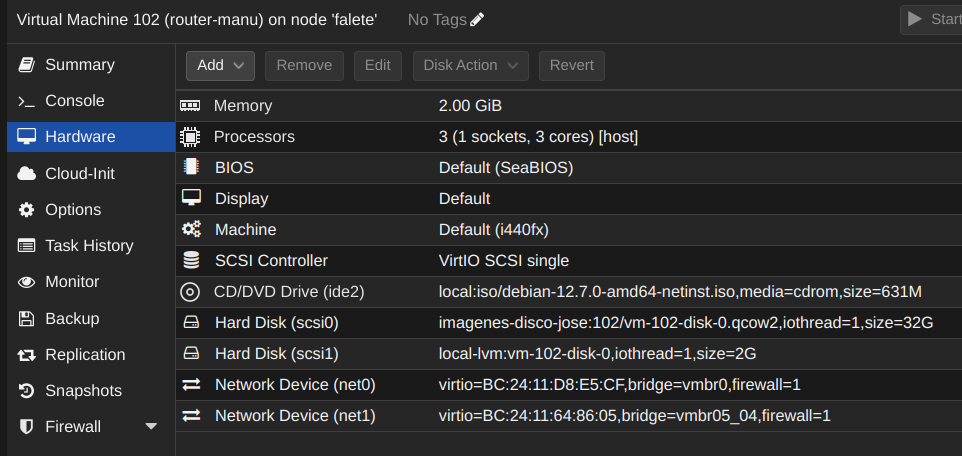 Virtual Machine 102 (router-manu) on node 'falete' No Tags Start
Summary
Console
Hardware
Cloud-Init
Options
Task History
Monitor
Backup
Replication
Snapshots
Firewall
Add Remove Edit Disk Action Revert
Memory 2.00 GiB
Processors 3 (1 sockets, 3 cores) [host]
BIOS Default (SeaBIOS)
Display Default
Machine Default (i440fx)
SCSI Controller VirtIO SCSI single
CD/DVD Drive (ide2) local:iso/debian-12.7.0-amd64-netinst.iso,media=cdrom,size=631M
Hard Disk (scsi0) imagenes-disco-jose:102/vm-102-disk-0.qcow2,iothread=1,size=32G
Hard Disk (scsi1) local-lvm:vm-102-disk-0,iothread=1,size=2G
Network Device (net0) virtio=BC:24:11:D8:E5:CF,bridge=vmbr0,firewall=1
Network Device (net1) virtio=BC:24:11:64:86:05,bridge=vmbr05_04,firewall=1